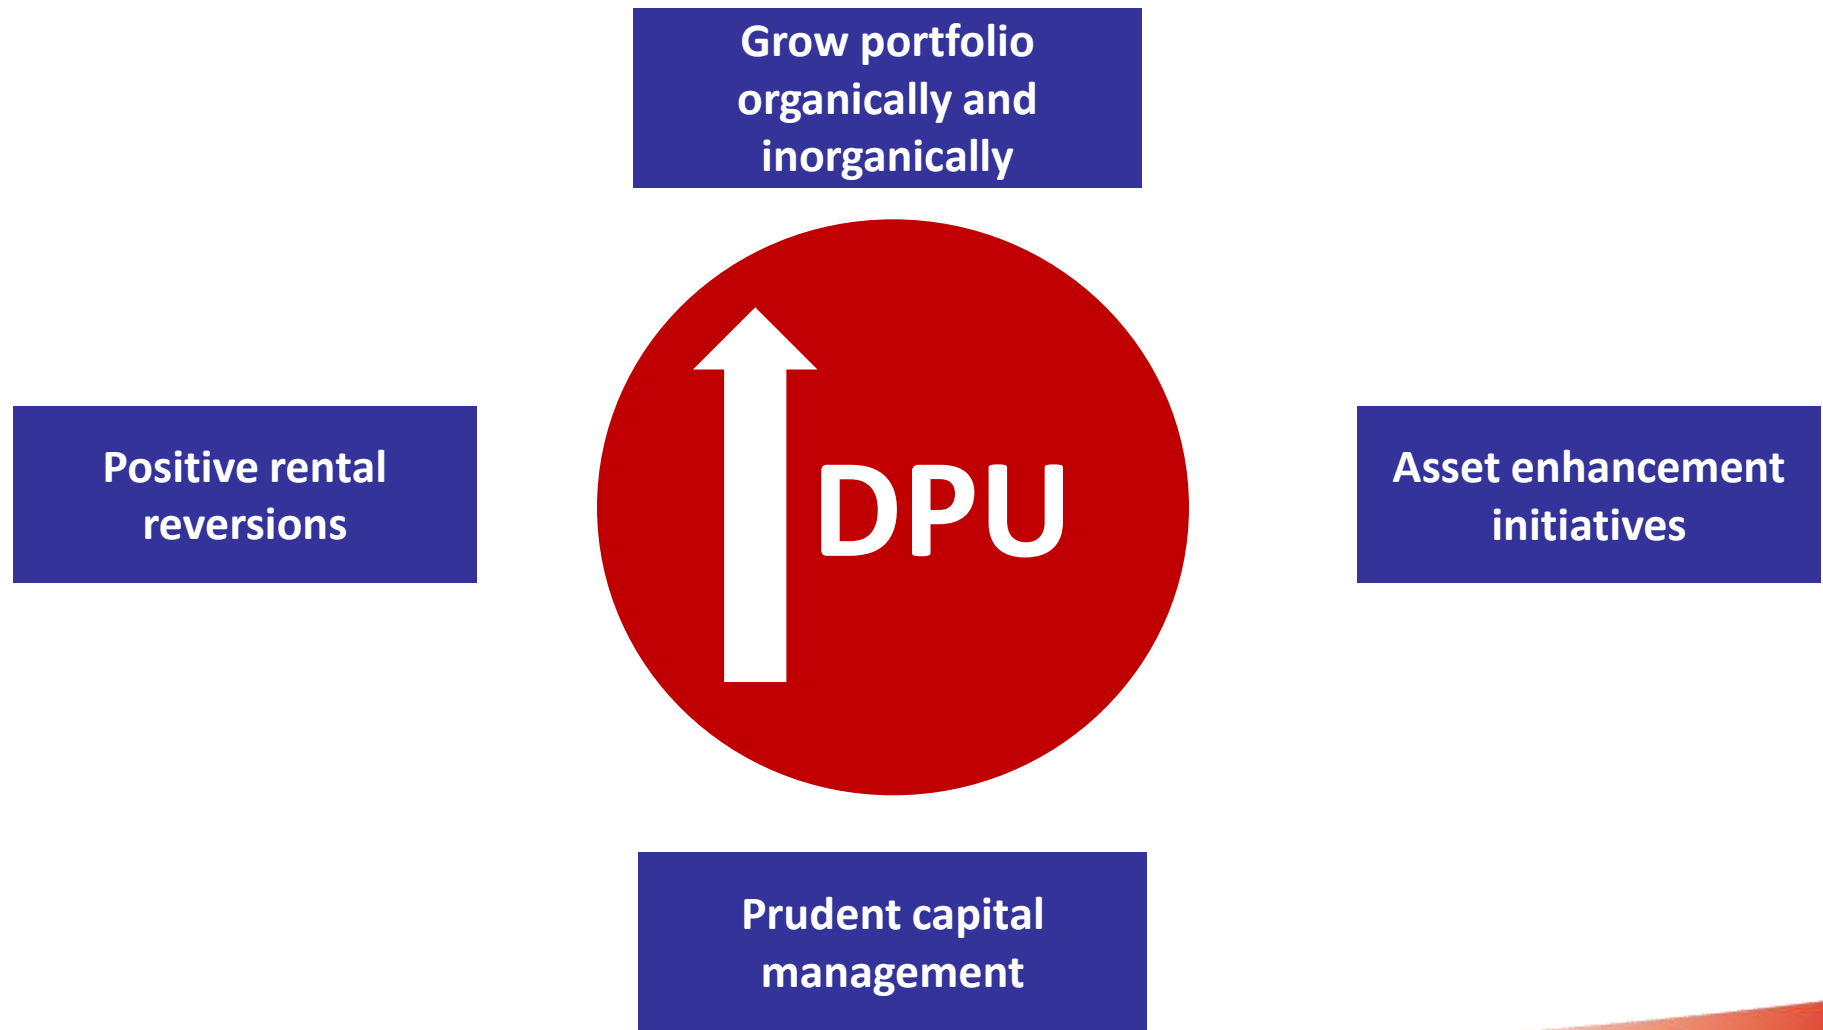 Grow portfolio
organically and
inorganically
Positive rental
reversions
DPU
Asset enhancement
initiatives
Prudent capital
management